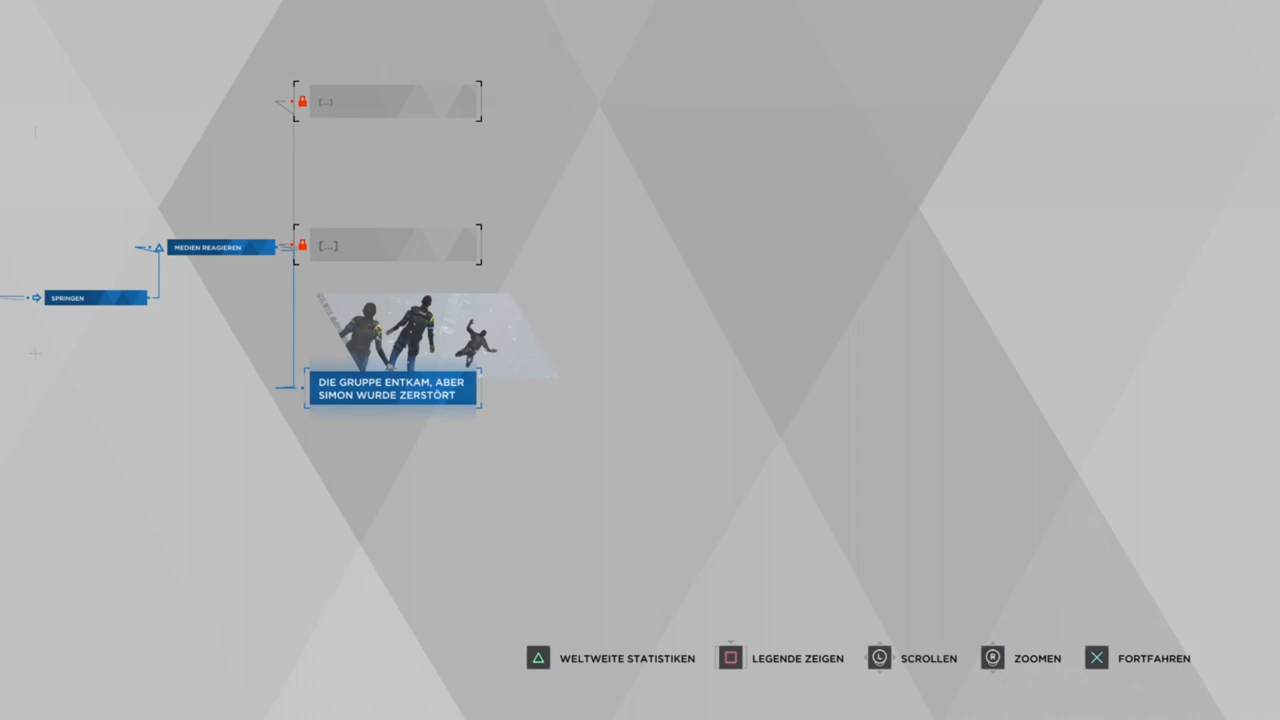 [...]
MEDIEN REAGIEREN
[...]
SPRINGEN
DIE GRUPPE ENTKAM, ABER
SIMON WURDE ZERSTÖRT
WELTWEITE STATISTIKEN
LEGENDE ZEIGEN
L
SCROLLEN
R
ZOOMEN
FORTFAHREN